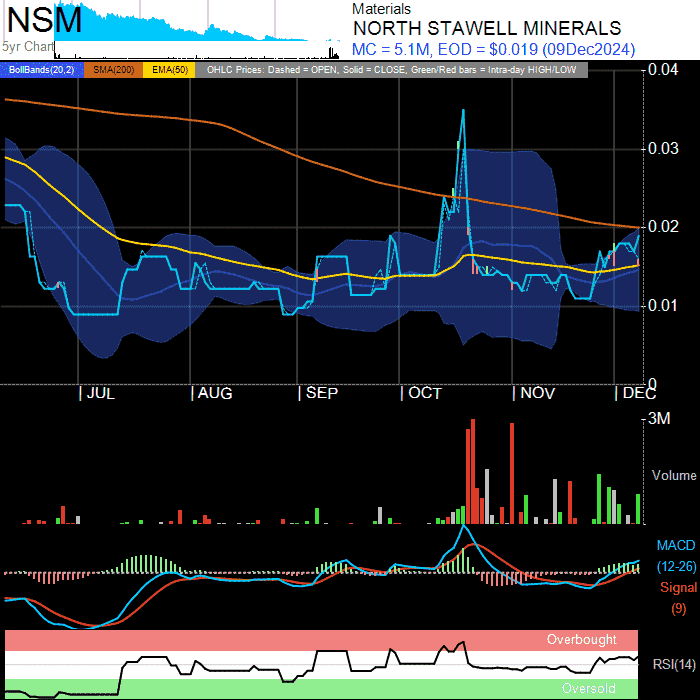 NSM
5yr Chart
Materials
NORTH STAWELL MINERALS
MC = 5.1M, EOD = $0.019 (09Dec2024)
BollBands(20,2) SMA(200) EMA(50) OHLC Prices: Dashed = OPEN, Solid = CLOSE, Green/Red bars = Intra-day HIGH/LOW
0.04
0.03
0.02
0.01
0
JUL AUG SEP OCT NOV DEC
3M
Volume
MACD
(12-26)
Signal
(9)
Overbought
RSI(14)
Oversold